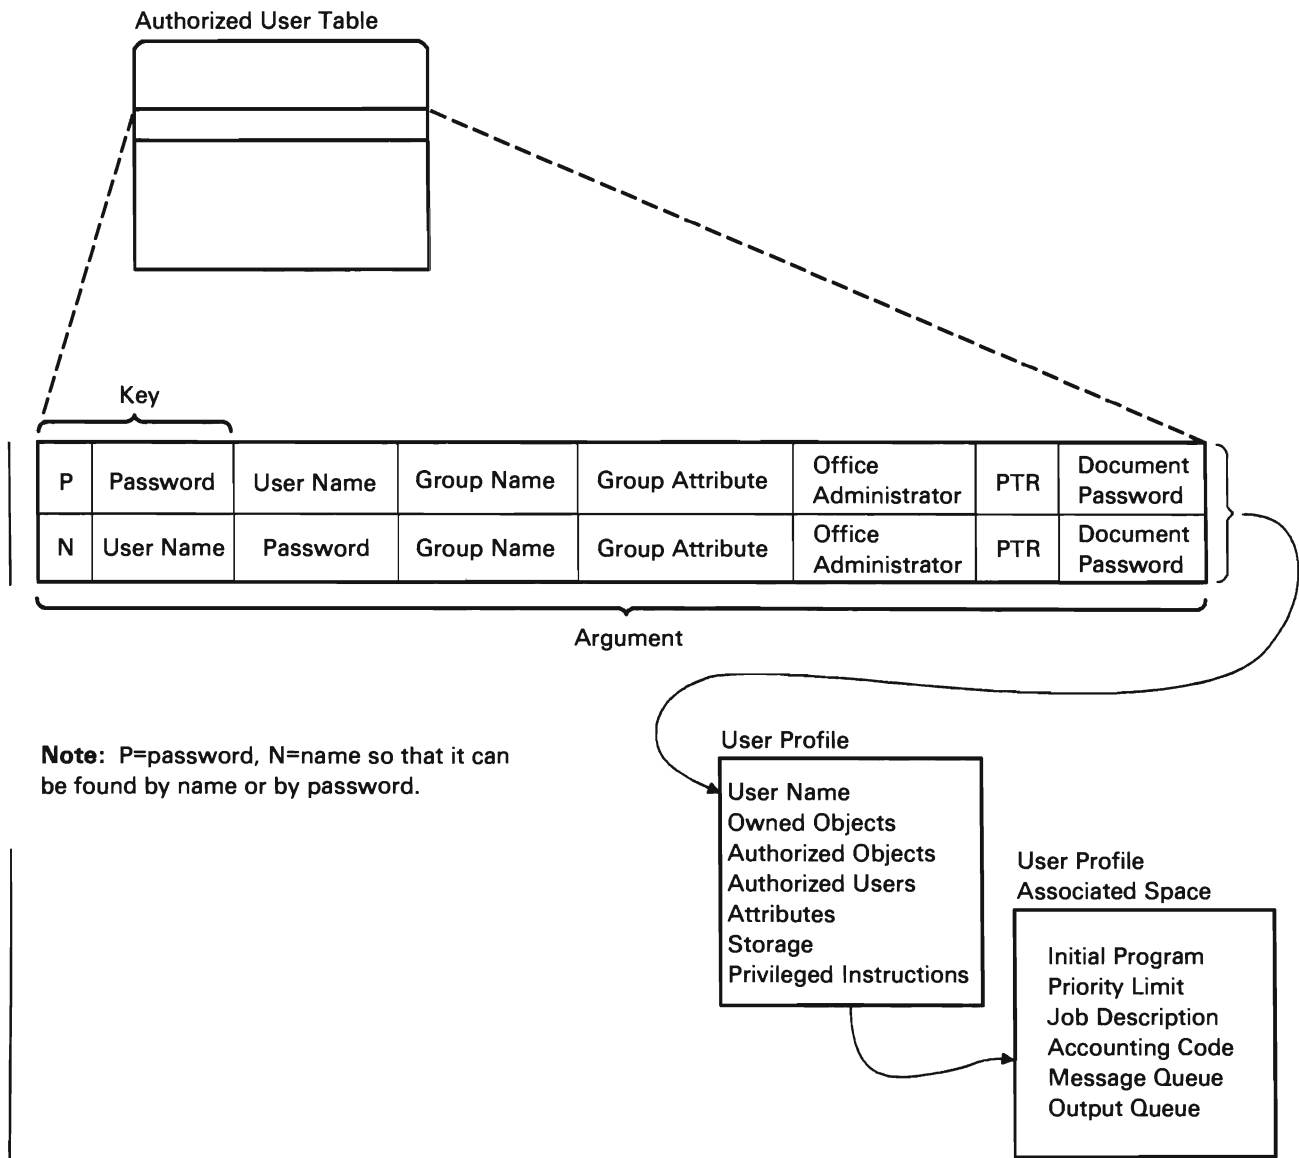 Authorized User Table
Key
P Password User Name Group Name Group Attribute Office Administrator PTR Document Password
N User Name Password Group Name Group Attribute Office Administrator PTR Document Password
Argument
Note: P=password, N=name so that it can
be found by name or by password.
User Profile
User Name
Owned Objects
Authorized Objects
Authorized Users
Attributes
Storage
Privileged Instructions
User Profile
Associated Space
Initial Program
Priority Limit
Job Description
Accounting Code
Message Queue
Output Queue